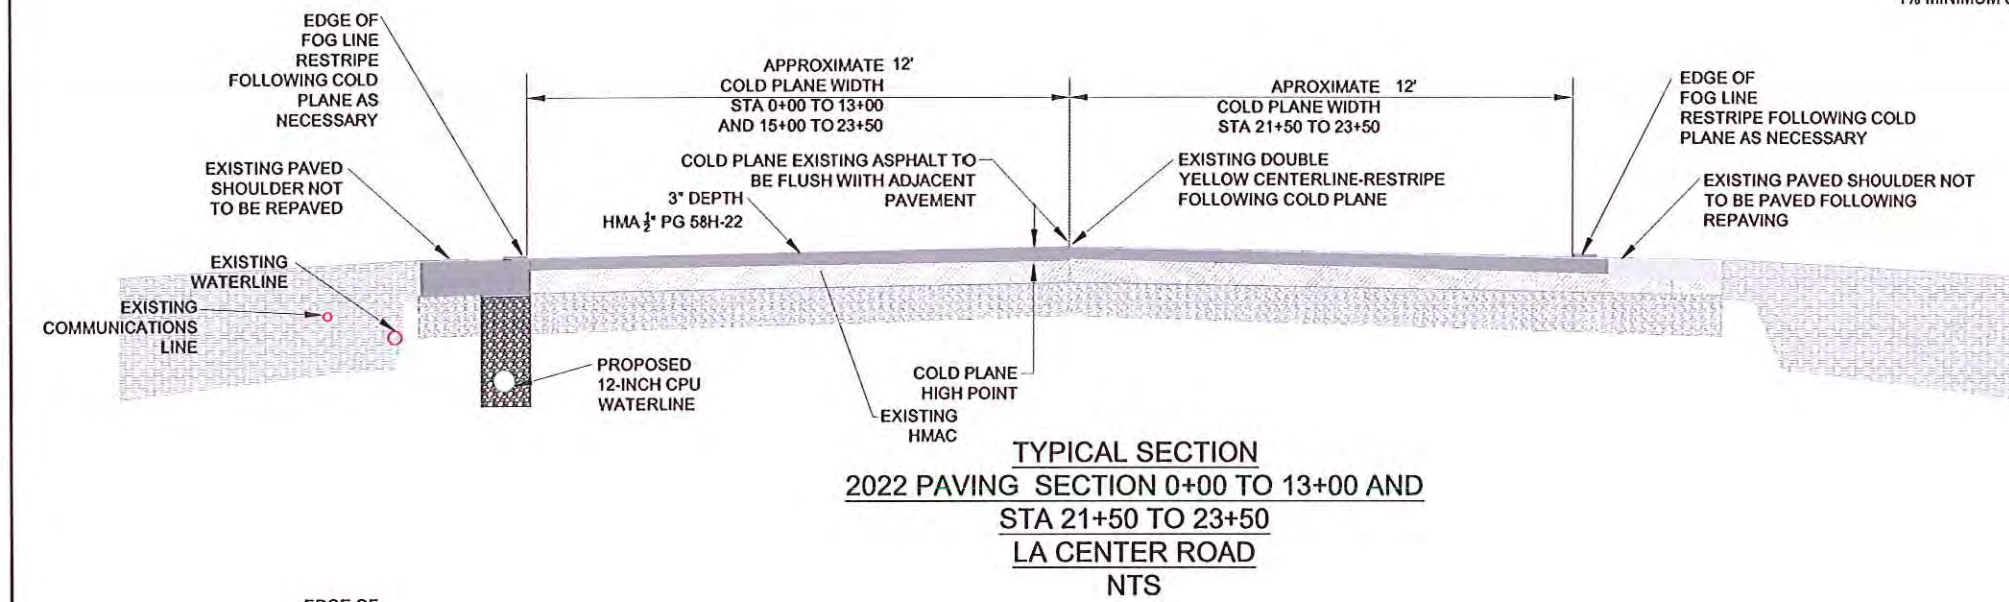 EDGE OF
FOG LINE
RESTRIPE
FOLLOWING COLD
PLANE AS
NECESSARY
APPROXIMATE 12'
COLD PLANE WIDTH
STA 0+00 TO 13+00
AND 15+00 TO 23+50
APROXIMATE 12'
COLD PLANE WIDTH
STA 21+50 TO 23+50
EDGE OF
FOG LINE
RESTRIPE FOLLOWING COLD
PLANE AS NECESSARY
EXISTING PAVED
SHOULDER NOT
TO BE REPAVED
COLD PLANE EXISTING ASPHALT TO
BE FLUSH WIITH ADJACENT
PAVEMENT
3" DEPTH
HMA ½" PG 58H-22
EXISTING DOUBLE
YELLOW CENTERLINE-RESTRIPE
FOLLOWING COLD PLANE
EXISTING PAVED SHOULDER NOT
TO BE PAVED FOLLOWING
REPAVING
EXISTING
WATERLINE
EXISTING
COMMUNICATIONS
LINE
PROPOSED
12-INCH CPU
WATERLINE
COLD PLANE
HIGH POINT
EXISTING
HMAC
TYPICAL SECTION
2022 PAVING SECTION 0+00 TO 13+00 AND
STA 21+50 TO 23+50
LA CENTER ROAD
NTS